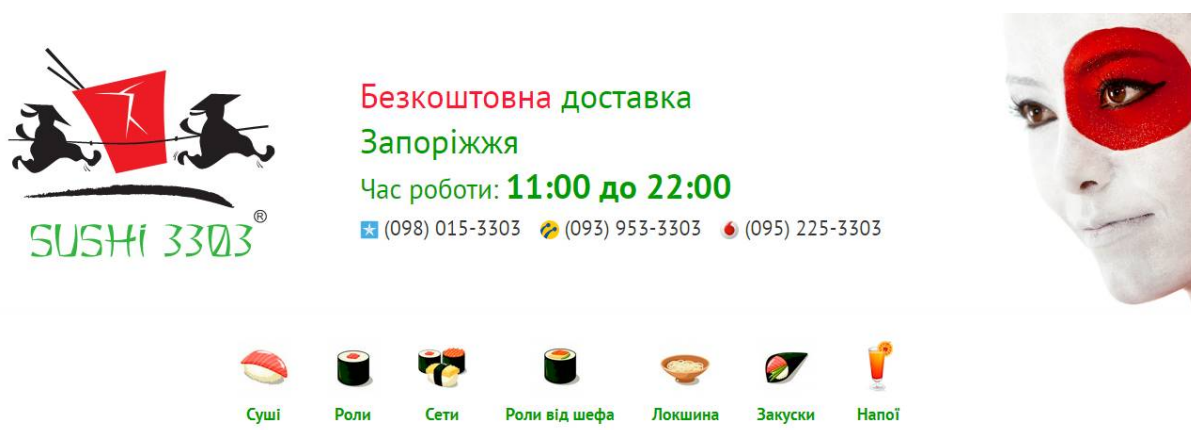 Безкоштовна доставка
Запоріжжя
Час роботи: 11:00 до 22:00
(098) 015-3303 (093) 953-3303 (095) 225-3303
SUSHi 3303®
Суші Роли Сети Роли від шефа Локшина Закуски Напої